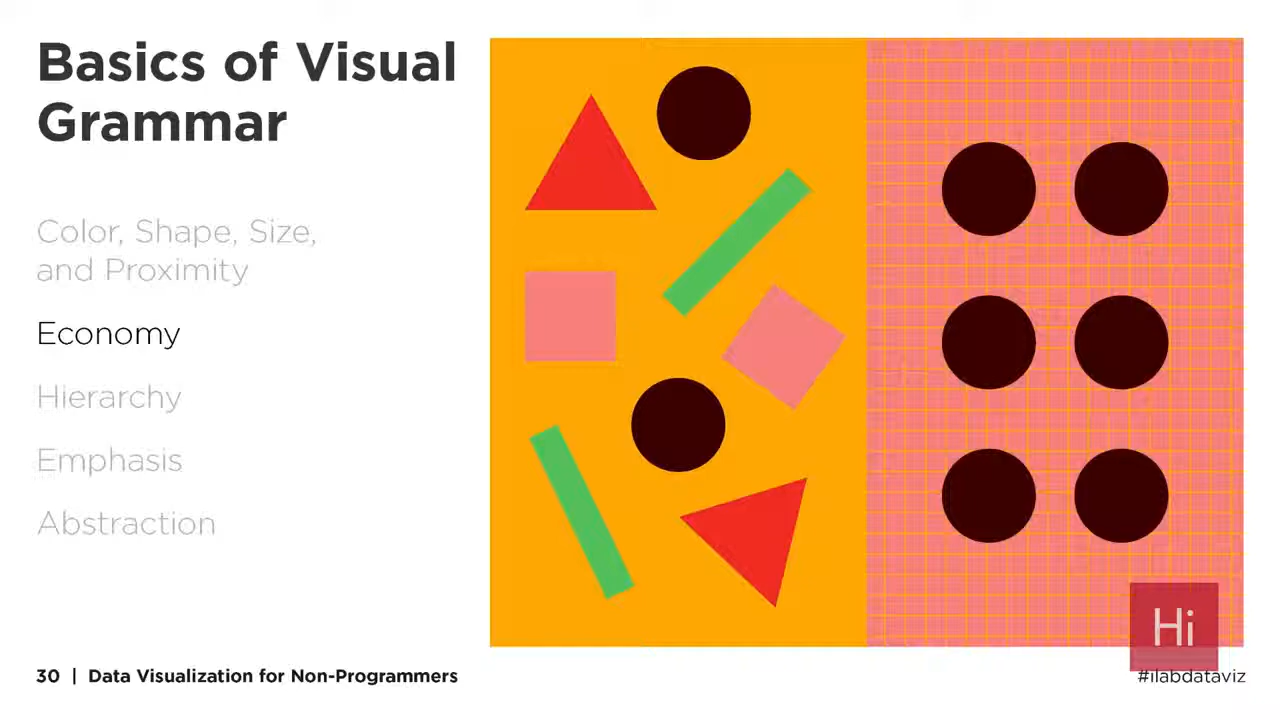 Basics of Visual
Grammar
Color, Shape, Size,
and Proximity
Economy
Hierarchy
Emphasis
Abstraction
Hi
30 | Data Visualization for Non-Programmers
#ilabdataviz